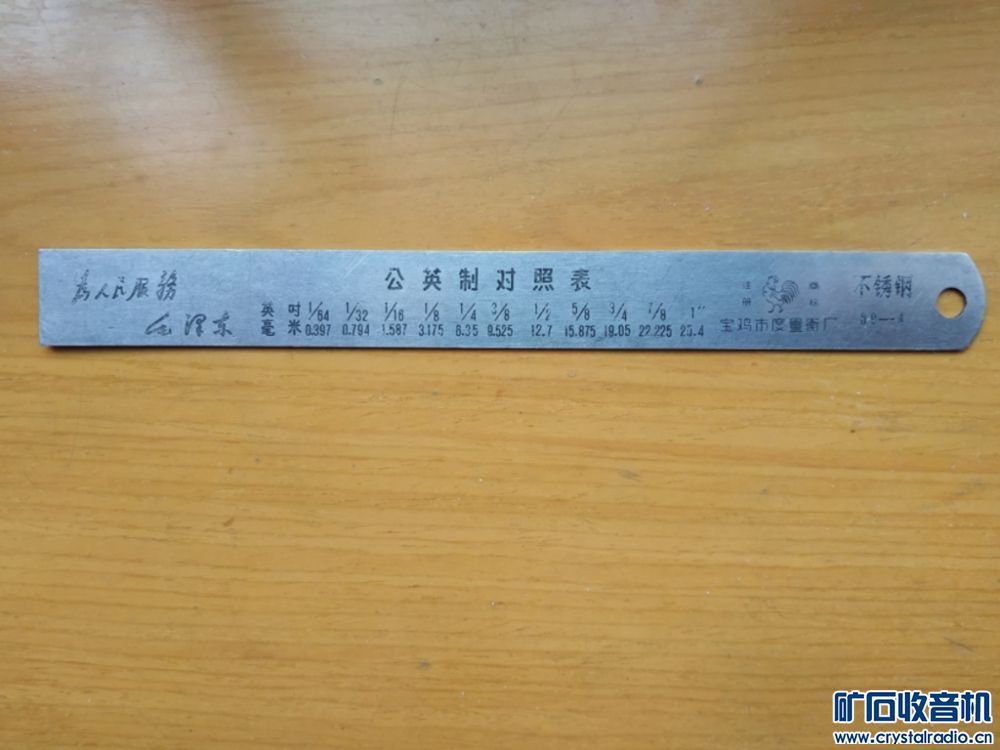 为人民服務
毛泽东
公英制对照表
英吋 1/64 1/32 1/16 1/8 1/4 3/8 1/2 5/8 3/4 7/8 1"
毫米 0.397 0.794 1.587 3.175 6.35 9.525 12.7 15.875 19.05 22.225 25.4
注册 商标
宝鸡市度量衡厂
不锈钢
矿石收音机
www.crystalradio.cn